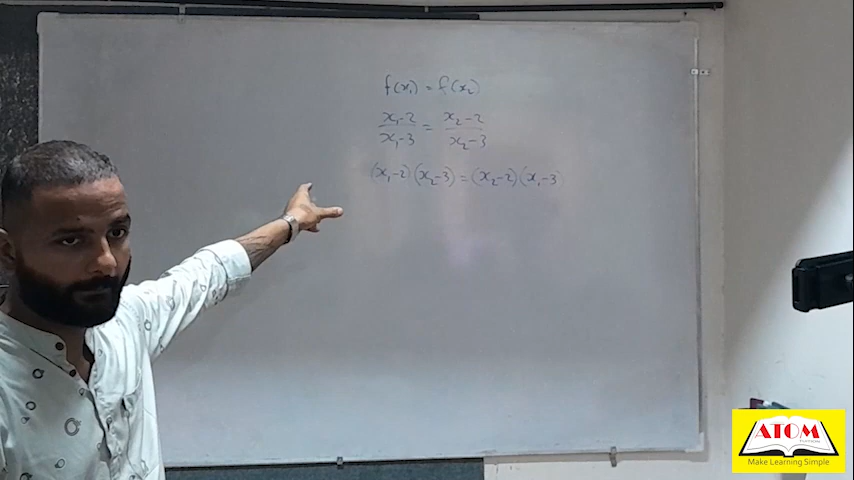 f(x₁) = f(x₂)
x₁-2/x₁-3 = x₂-2/x₂-3
(x₁-2)(x₂-3) = (x₂-2)(x₁-3)
ATOM
Make Learning Simple